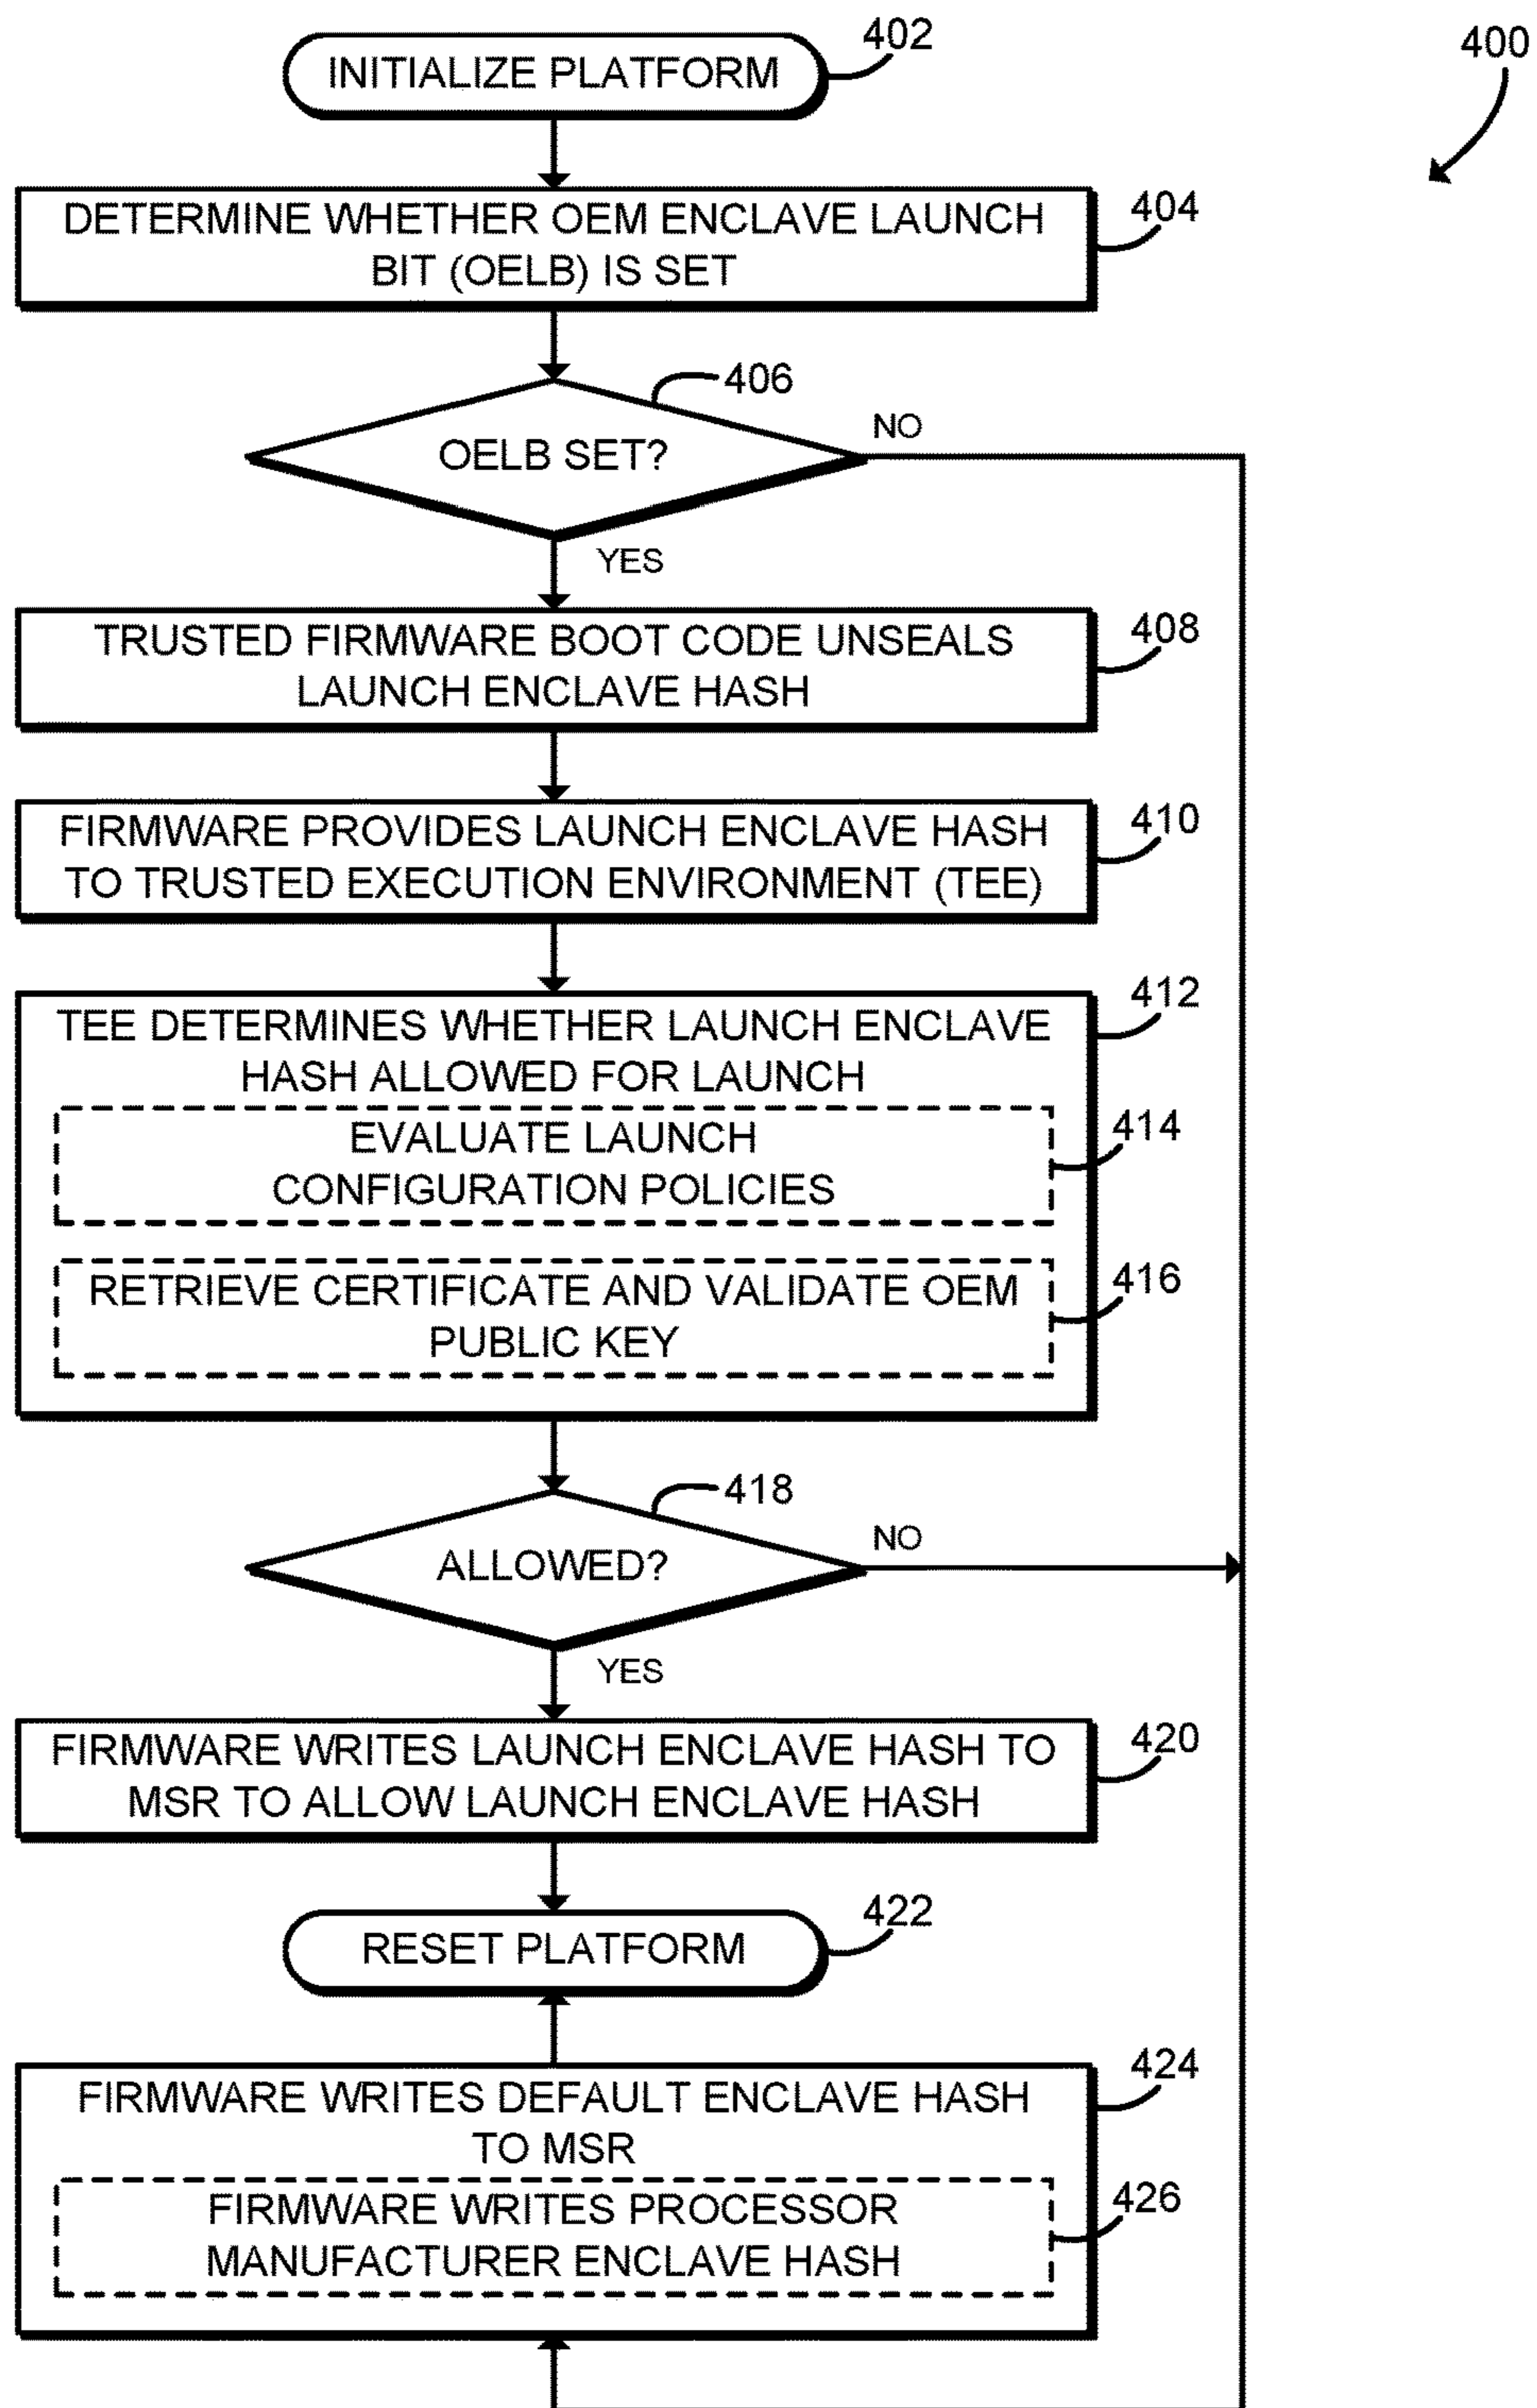 402
400
INITIALIZE PLATFORM
404
DETERMINE WHETHER OEM ENCLAVE LAUNCH
BIT (OELB) IS SET
406
NO
OELB SET?
YES
408
TRUSTED FIRMWARE BOOT CODE UNSEALS
LAUNCH ENCLAVE HASH
410
FIRMWARE PROVIDES LAUNCH ENCLAVE HASH
TO TRUSTED EXECUTION ENVIRONMENT (TEE)
412
TEE DETERMINES WHETHER LAUNCH ENCLAVE
HASH ALLOWED FOR LAUNCH
414
EVALUATE LAUNCH
CONFIGURATION POLICIES
416
RETRIEVE CERTIFICATE AND VALIDATE OEM
PUBLIC KEY
418
NO
ALLOWED?
YES
420
FIRMWARE WRITES LAUNCH ENCLAVE HASH TO
MSR TO ALLOW LAUNCH ENCLAVE HASH
422
RESET PLATFORM
424
FIRMWARE WRITES DEFAULT ENCLAVE HASH
TO MSR
426
FIRMWARE WRITES PROCESSOR
MANUFACTURER ENCLAVE HASH